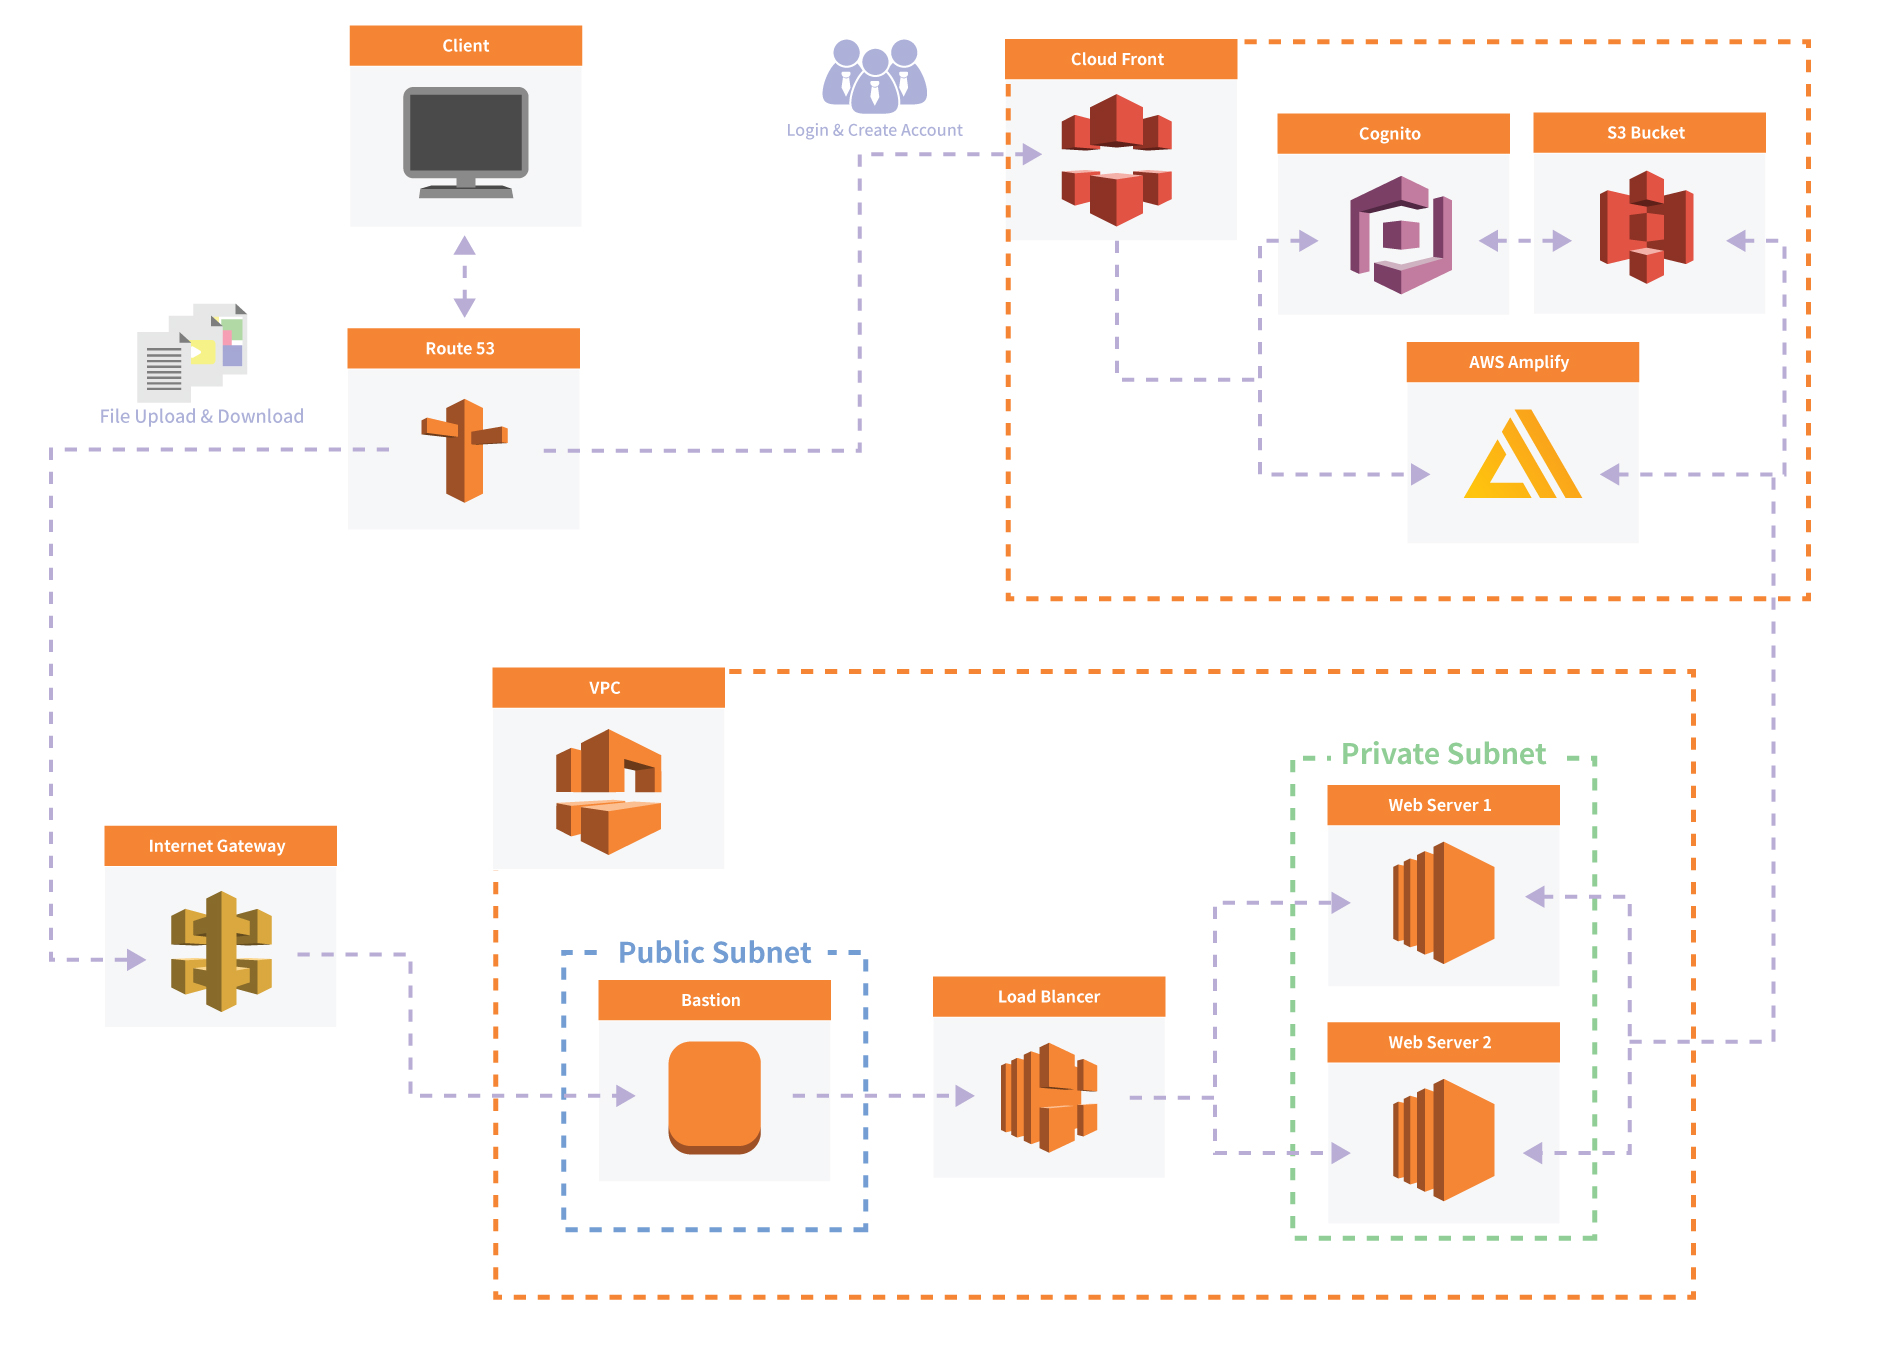 Client
Cloud Front
Login & Create Account
Cognito
S3 Bucket
Route 53
AWS Amplify
File Upload & Download
VPC
Private Subnet
Web Server 1
Internet Gateway
Public Subnet
Bastion
Load Blancer
Web Server 2